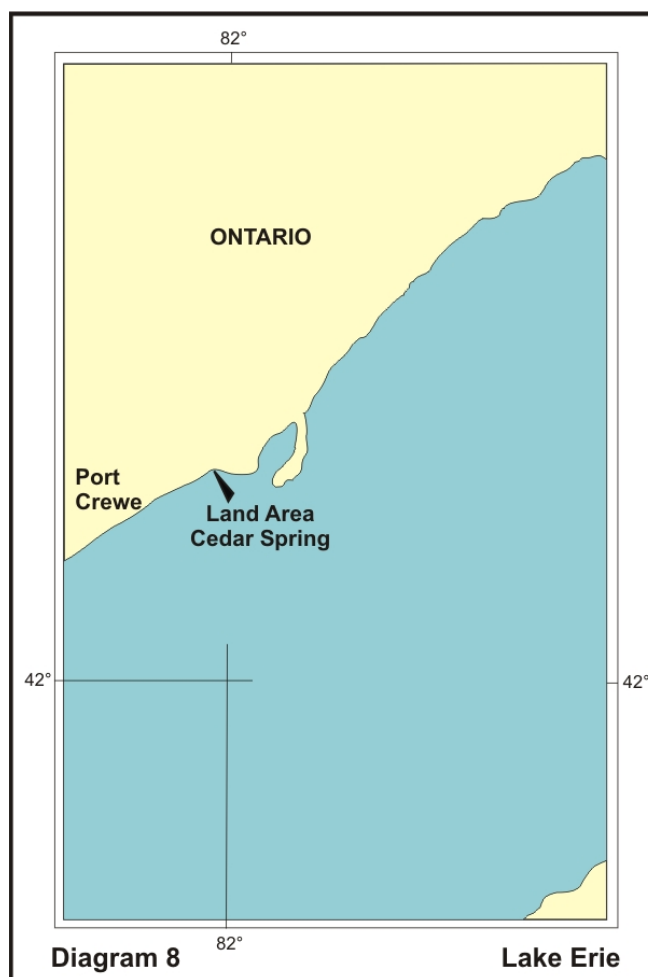 82°
ONTARIO
Port
Crewe
Land Area
Cedar Spring
42°
42°
82°
Diagram 8
Lake Erie